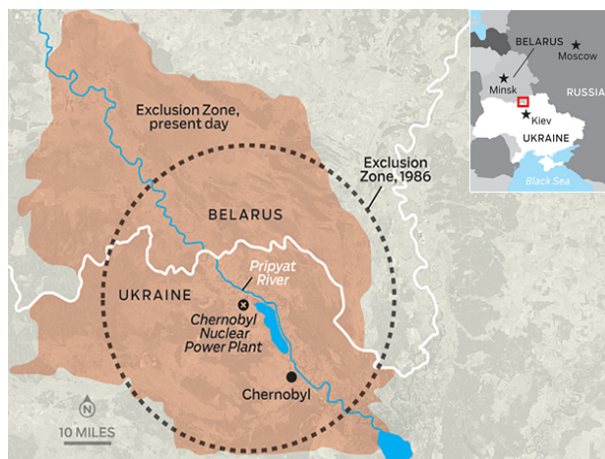 Exclusion Zone,
present day
Exclusion
Zone, 1986
BELARUS
Pripyat
River
UKRAINE
Chernobyl
Nuclear
Power Plant
Chernobyl
N
10 MILES
BELARUS
Moscow
Minsk
RUSSIA
Kiev
UKRAINE
Black Sea